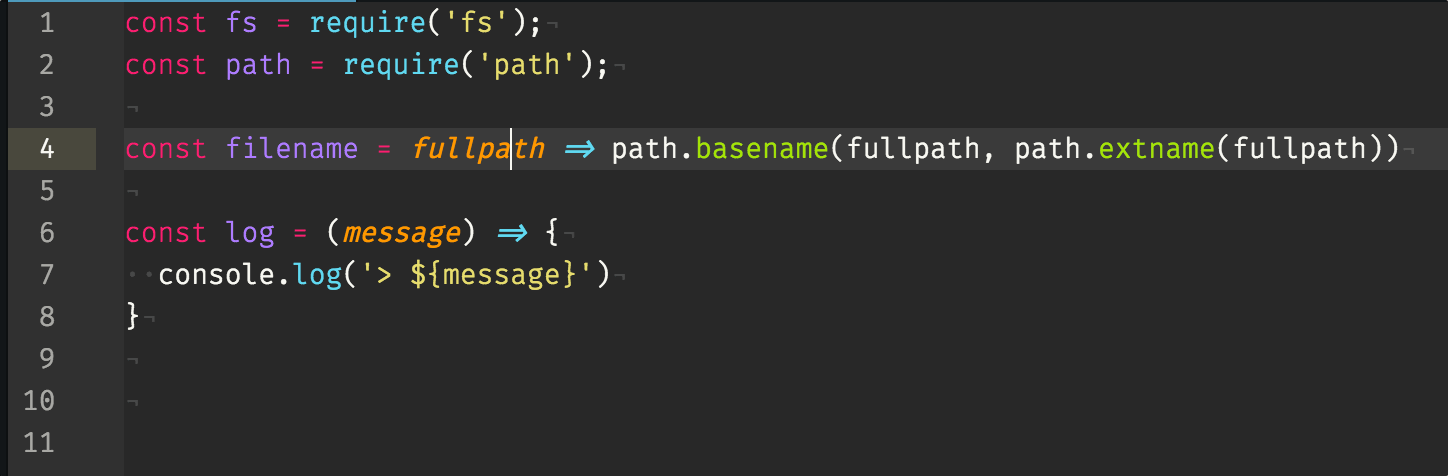 1 const fs = require('fs');¬
2 const path = require('path');¬
3 ¬
4 const filename = fullpath => path.basename(fullpath, path.extname(fullpath))¬
5 ¬
6 const log = (message) => {¬
7 ··console.log('> ${message}')¬
8 }¬
9 ¬
10 ¬
11